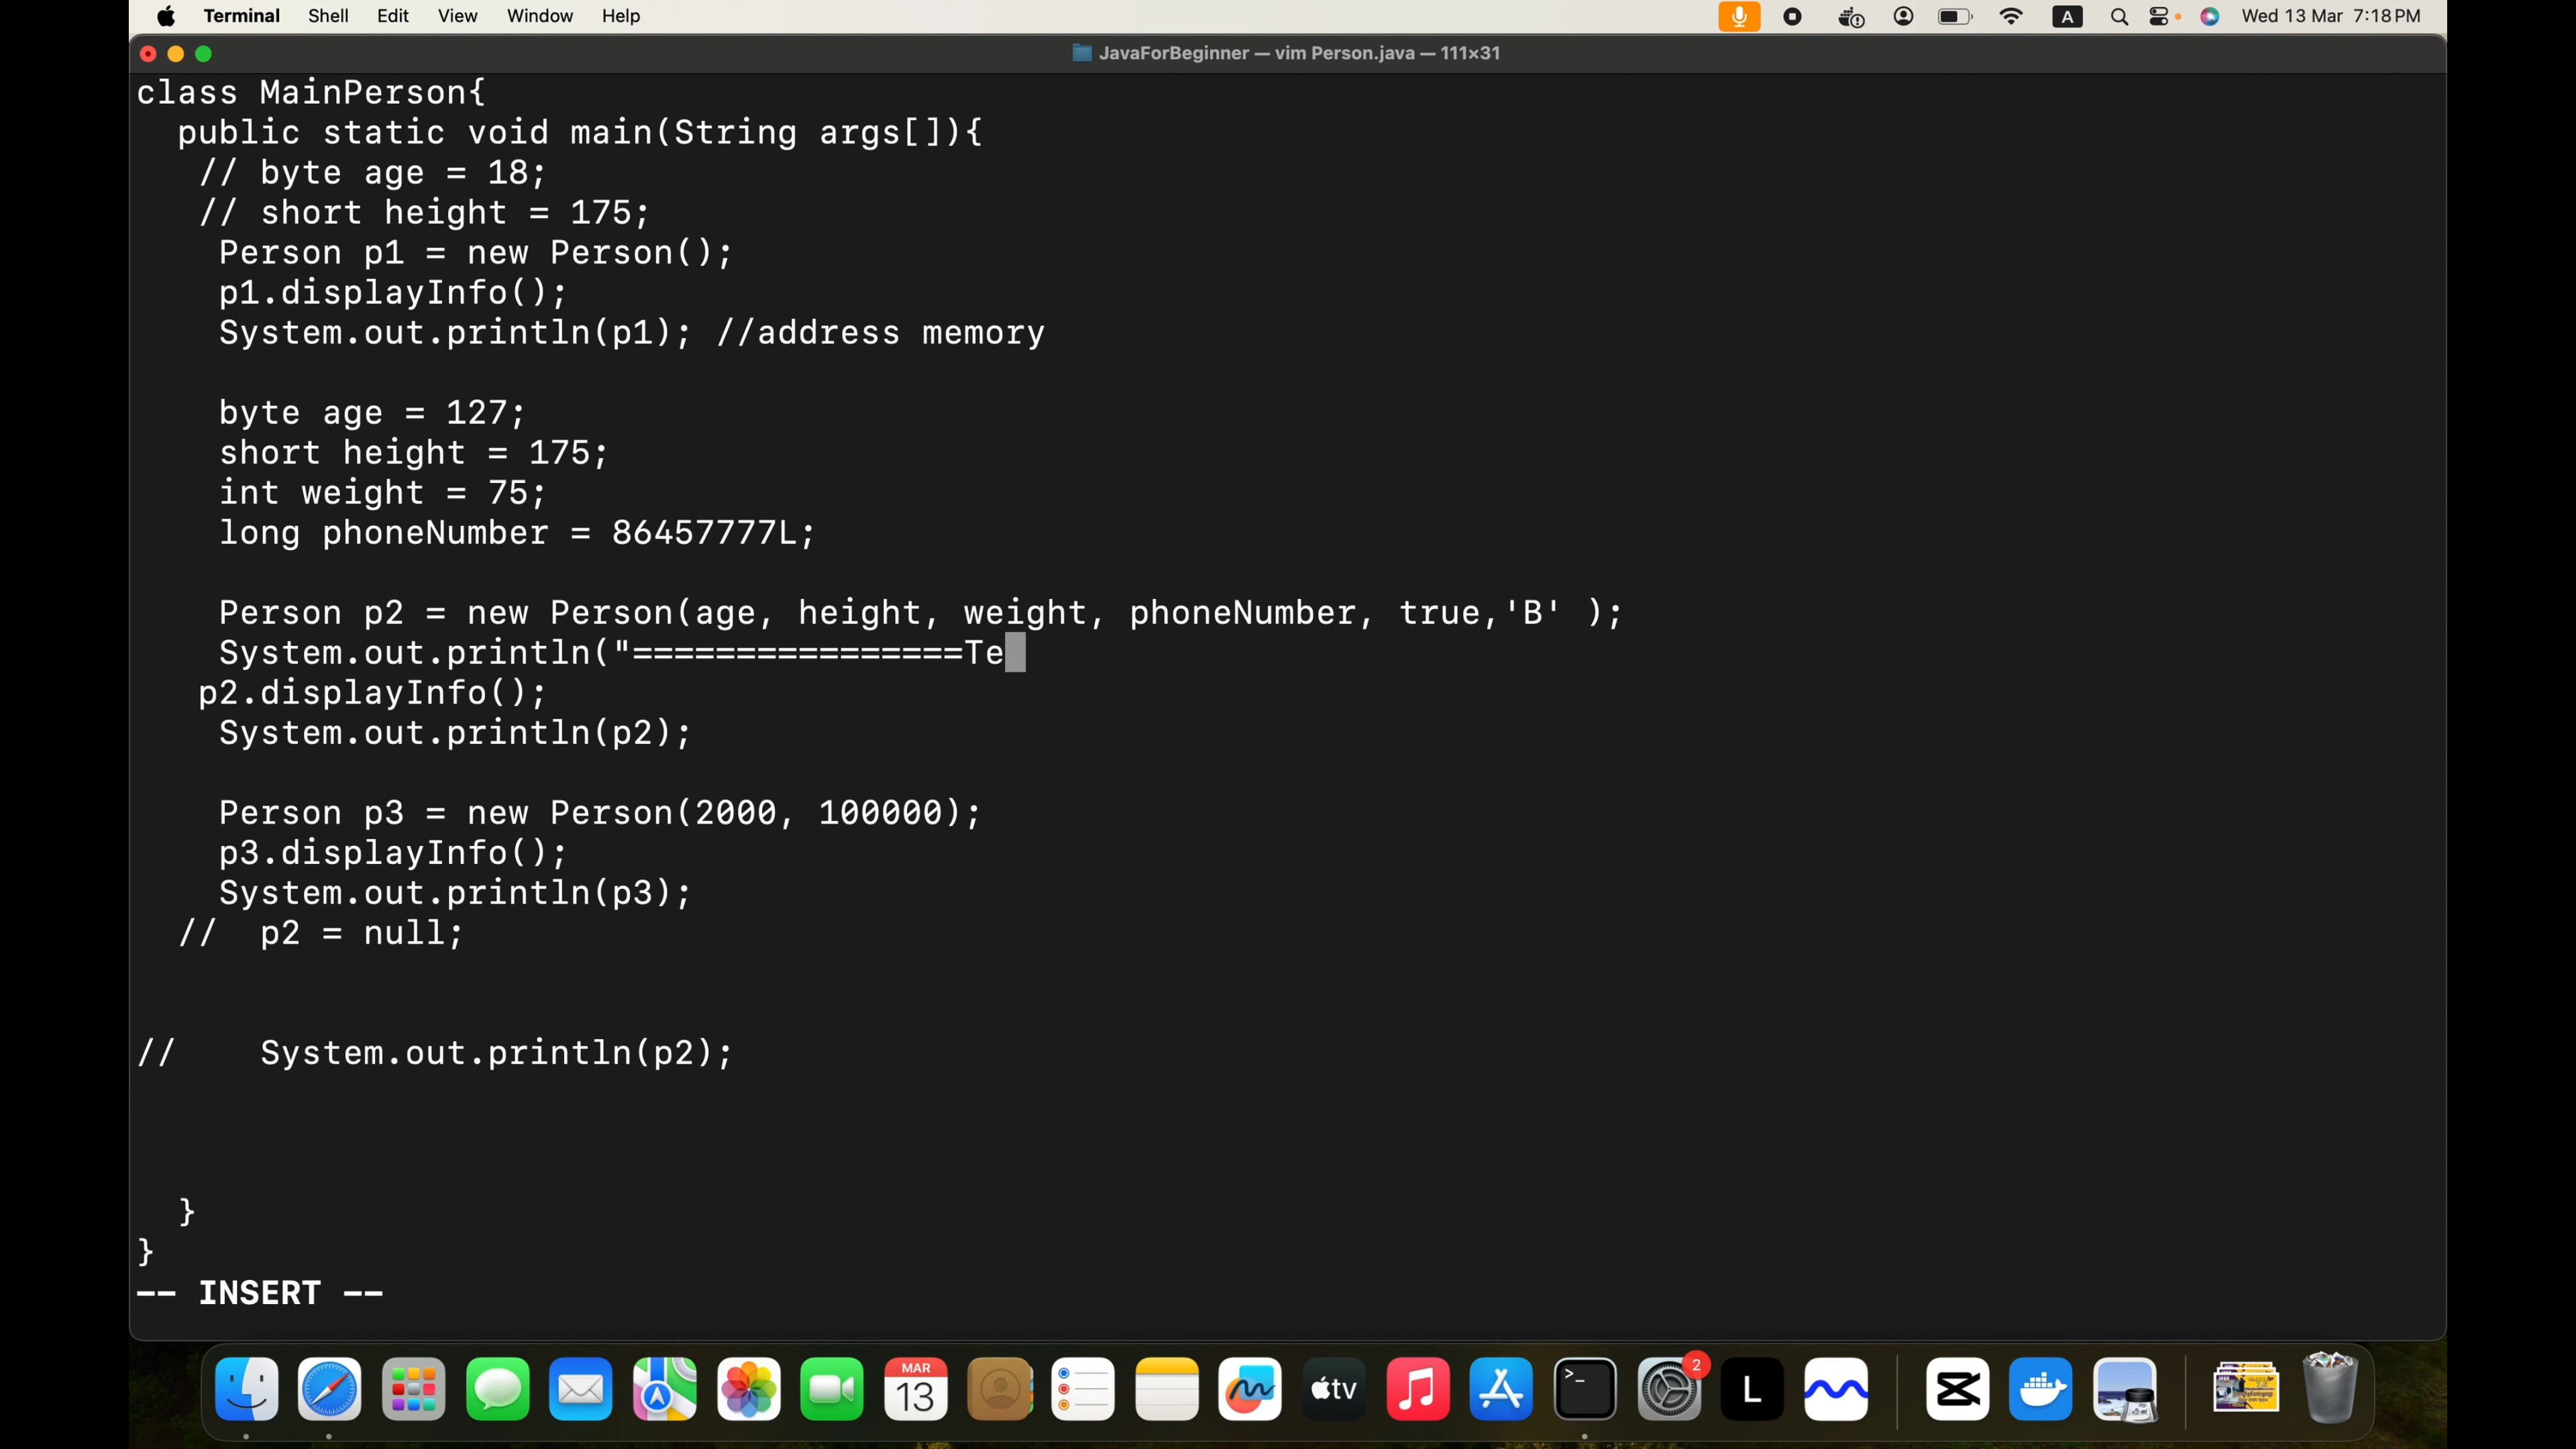 Terminal Shell Edit View Window Help A Wed 13 Mar 7:18 PM
JavaForBeginner — vim Person.java — 111×31
class MainPerson{
  public static void main(String args[]){
   // byte age = 18;
   // short height = 175;
    Person p1 = new Person();
    p1.displayInfo();
    System.out.println(p1); //address memory
    byte age = 127;
    short height = 175;
    int weight = 75;
    long phoneNumber = 86457777L;
    Person p2 = new Person(age, height, weight, phoneNumber, true,'B' );
    System.out.println("================Te
   p2.displayInfo();
    System.out.println(p2);
    Person p3 = new Person(2000, 100000);
    p3.displayInfo();
    System.out.println(p3);
  //  p2 = null;
//    System.out.println(p2);
  }
}
-- INSERT --
MAR
13
tv
>_
2
L